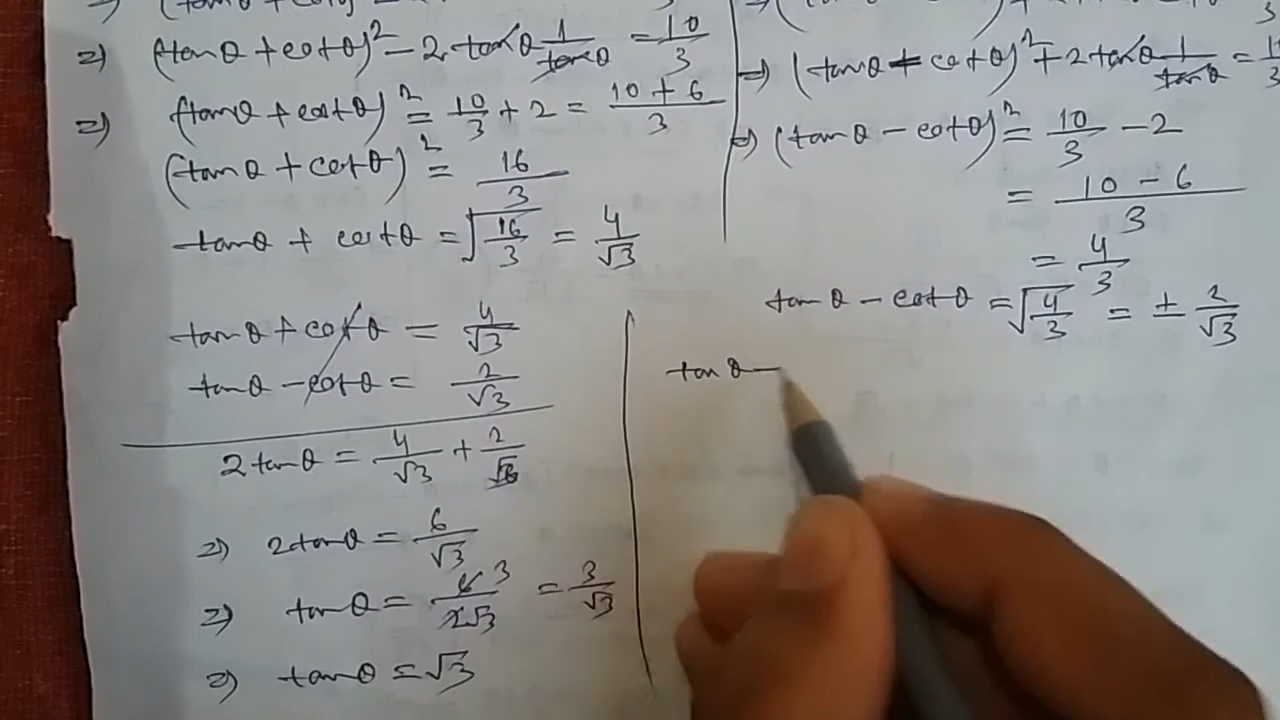 ⇒) (tanθ + cotθ)² − 2 tanθ 1/tanθ = 10/3
⇒) (tanθ + cotθ)² = 10/3 + 2 = 10 + 6/3
(tanθ + cotθ)² = 16/3
tanθ + cotθ = √16/3 = 4/√3
tanθ + cotθ = 4/√3
tanθ − cotθ = 2/√3
2 tanθ = 4/√3 + 2/√3
⇒) 2 tanθ = 6/√3
⇒) tanθ = 6 3/2√3 = 3/√3
⇒) tanθ = √3
⇒) (tanθ − cotθ)² + 2 tanθ 1/tanθ =
⇒) (tanθ − cotθ)² = 10/3 − 2
= 10 − 6/3
= 4/3
tanθ − cotθ = √4/3 = ± 2/√3
tanθ −